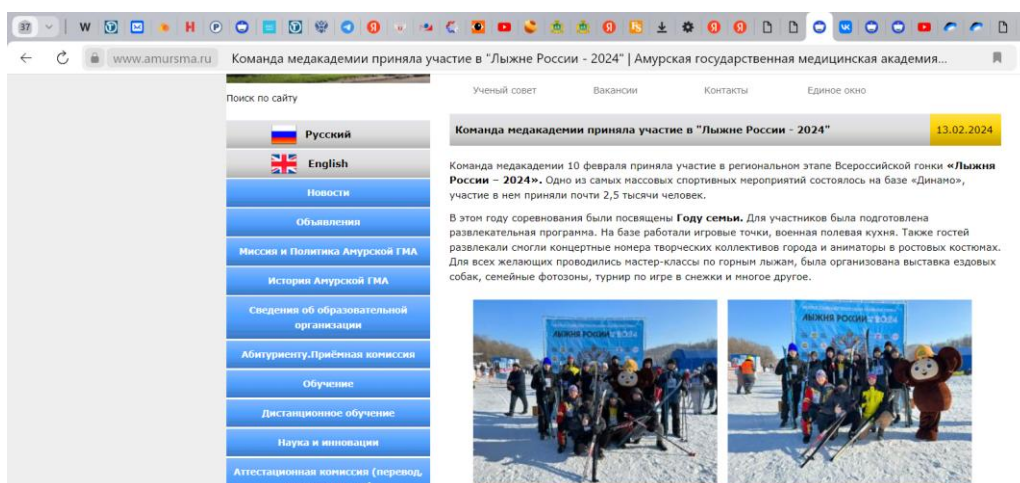 37
www.amursma.ru Команда медакадемии приняла участие в "Лыжне России - 2024" | Амурская государственная медицинская академия...
Поиск по сайту
Русский
English
Новости
Объявления
Миссия и Политика Амурской ГМА
История Амурской ГМА
Сведения об образовательной
организации
Абитуриенту.Приёмная комиссия
Обучение
Дистанционное обучение
Наука и инновации
Аттестационная комиссия (перевод,
Ученый совет Вакансии Контакты Единое окно
Команда медакадемии приняла участие в "Лыжне России - 2024" 13.02.2024
Команда медакадемии 10 февраля приняла участие в региональном этапе Всероссийской гонки «Лыжня
России – 2024». Одно из самых массовых спортивных мероприятий состоялось на базе «Динамо»,
участие в нем приняли почти 2,5 тысячи человек.
В этом году соревнования были посвящены Году семьи. Для участников была подготовлена
развлекательная программа. На базе работали игровые точки, военная полевая кухня. Также гостей
развлекали смогли концертные номера творческих коллективов города и аниматоры в ростовых костюмах.
Для всех желающих проводились мастер-классы по горным лыжам, была организована выставка ездовых
собак, семейные фотозоны, турнир по игре в снежки и многое другое.
ЛЫЖНЯ РОССИИ 2024
ЛЫЖНЯ РОССИИ 2024